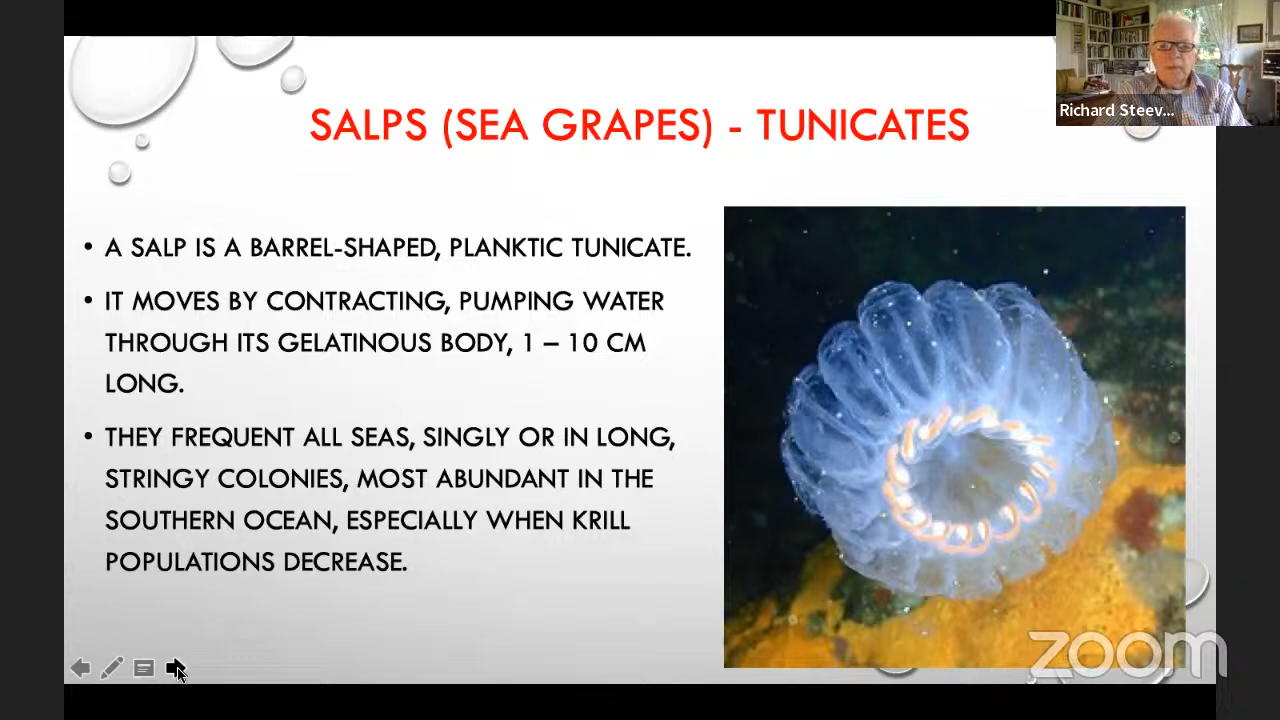 Richard Steev...
SALPS (SEA GRAPES) - TUNICATES
• A SALP IS A BARREL-SHAPED, PLANKTIC TUNICATE.
• IT MOVES BY CONTRACTING, PUMPING WATER
THROUGH ITS GELATINOUS BODY, 1 – 10 CM
LONG.
• THEY FREQUENT ALL SEAS, SINGLY OR IN LONG,
STRINGY COLONIES, MOST ABUNDANT IN THE
SOUTHERN OCEAN, ESPECIALLY WHEN KRILL
POPULATIONS DECREASE.
zoom